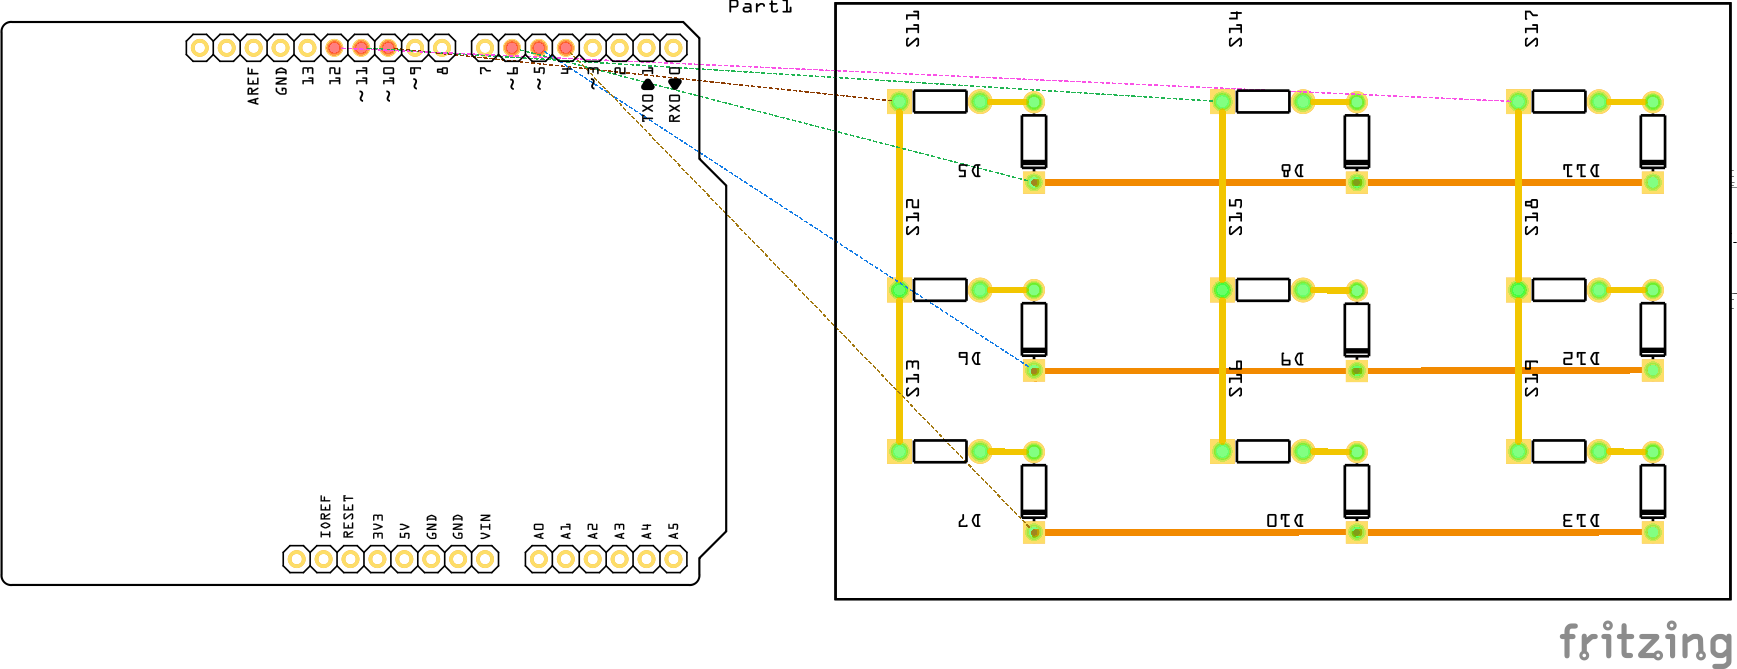 Part1
AREF
GND
13
12
~11
~10
~9
8
7
~6
~5
4
~3
2
TXO 1
RXO 0
S11
S14
S17
D5
D8
D11
S12
S15
S18
D6
D9
D12
S13
S16
S19
D7
D10
D13
IOREF
RESET
3V3
5V
GND
GND
VIN
A0
A1
A2
A3
A4
A5
fritzing